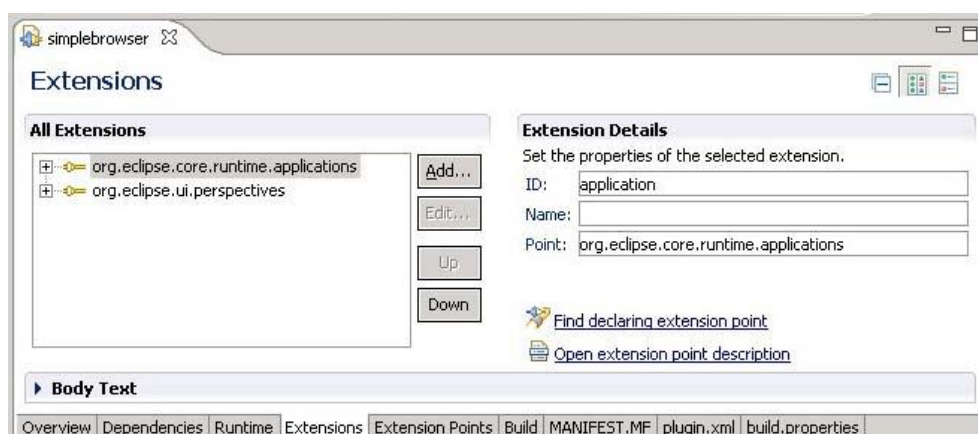 simplebrowser
Extensions
All Extensions
org.eclipse.core.runtime.applications
org.eclipse.ui.perspectives
Add...
Edit...
Up
Down
Extension Details
Set the properties of the selected extension.
ID: application
Name:
Point: org.eclipse.core.runtime.applications
Find declaring extension point
Open extension point description
Body Text
Overview Dependencies Runtime Extensions Extension Points Build MANIFEST.MF plugin.xml build.properties